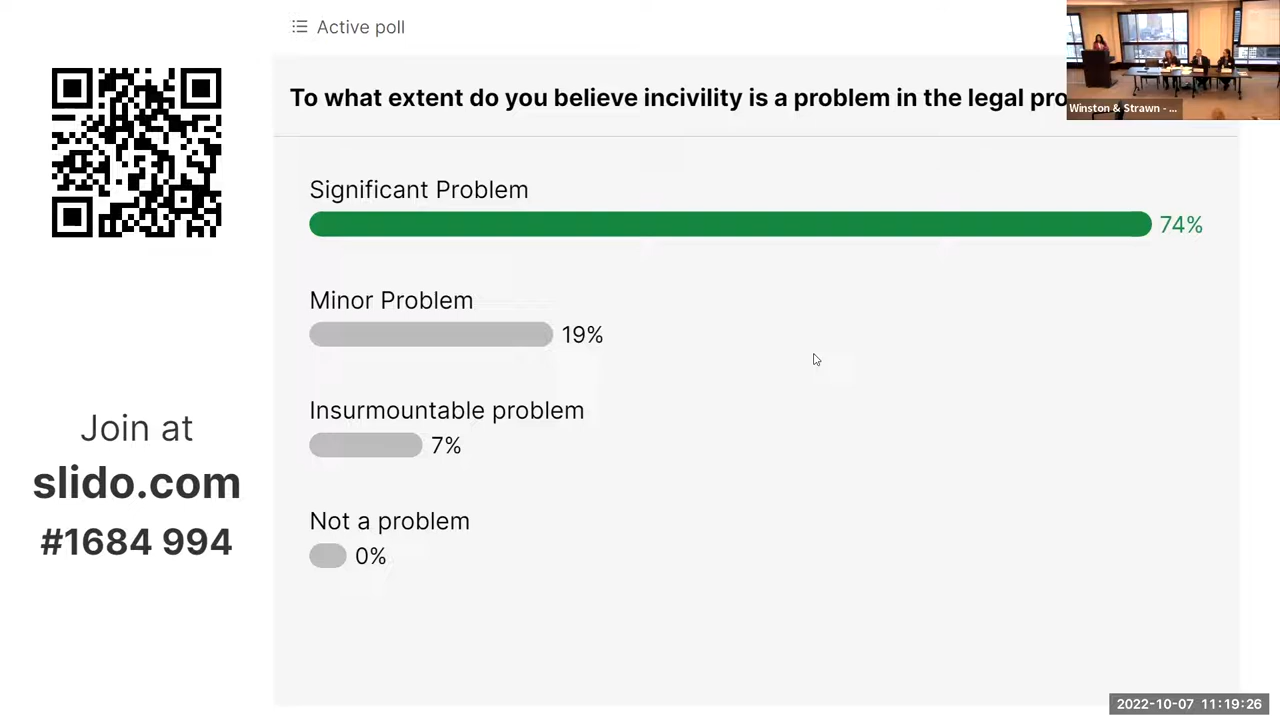 Active poll
To what extent do you believe incivility is a problem in the legal
Winston & Strawn - ...
Significant Problem
74%
Minor Problem
19%
Insurmountable problem
7%
Not a problem
0%
Join at
slido.com
#1684 994
2022-10-07 11:19:26